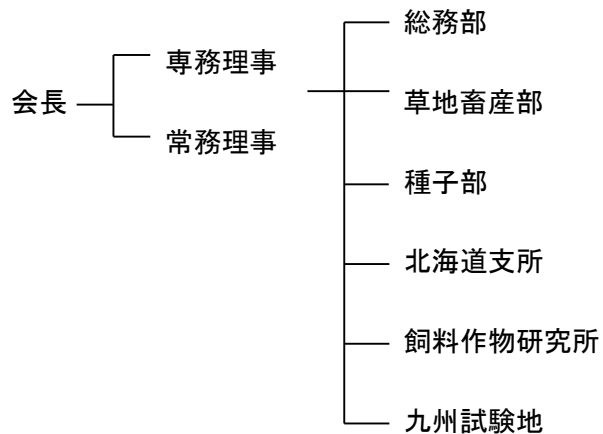 会長
専務理事
常務理事
総務部
草地畜産部
種子部
北海道支所
飼料作物研究所
九州試験地